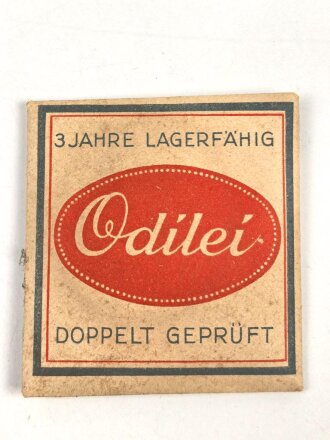 3 JAHRE LAGERFÄHIG
Odilei
DOPPELT GEPRÜFT